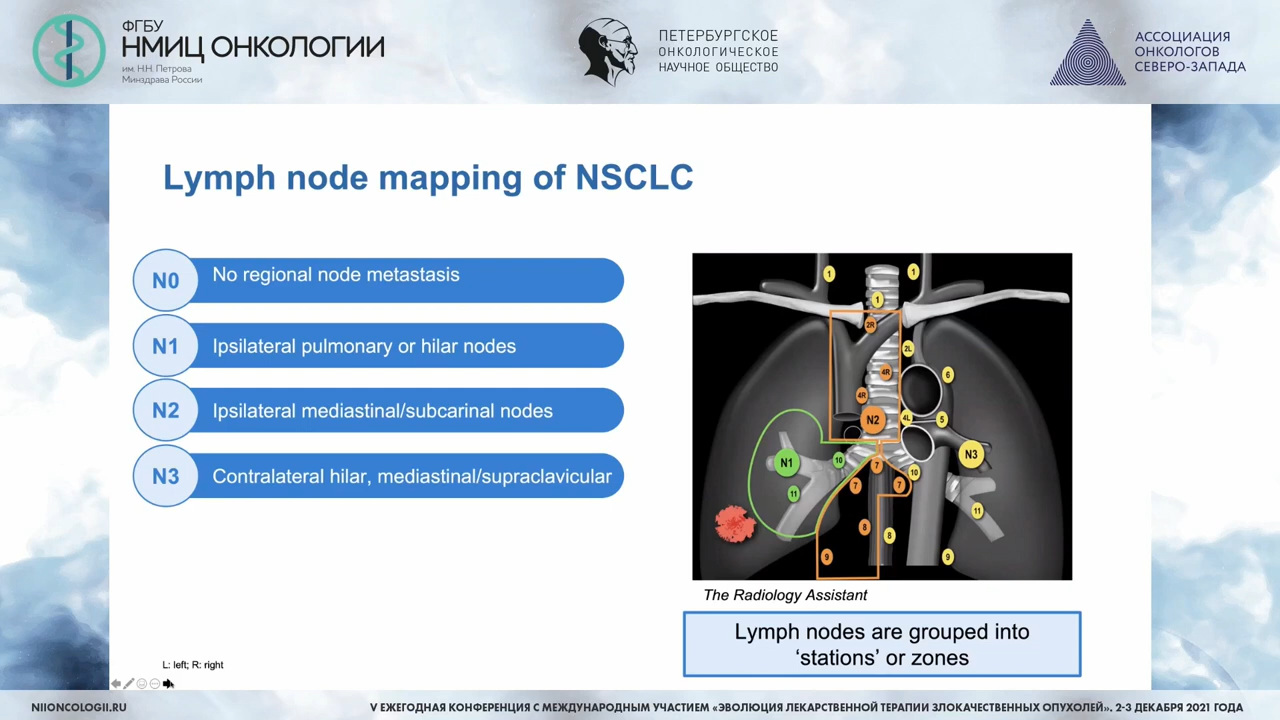 ФГБУ
НМИЦ ОНКОЛОГИИ
им. Н.Н. Петрова
Минздрава России
ПЕТЕРБУРГСКОЕ
ОНКОЛОГИЧЕСКОЕ
НАУЧНОЕ ОБЩЕСТВО
АССОЦИАЦИЯ
ОНКОЛОГОВ
СЕВЕРО-ЗАПАДА
Lymph node mapping of NSCLC
N0 No regional node metastasis
N1 Ipsilateral pulmonary or hilar nodes
N2 Ipsilateral mediastinal/subcarinal nodes
N3 Contralateral hilar, mediastinal/supraclavicular
1 1
1
2R
2L
4R 6
4R
N2 4L 5
N1 10 7 N3
10
7 7
11
11
8 8
9 9
The Radiology Assistant
Lymph nodes are grouped into
‘stations’ or zones
L: left; R: right
NIIONCOLOGII.RU
V ЕЖЕГОДНАЯ КОНФЕРЕНЦИЯ С МЕЖДУНАРОДНЫМ УЧАСТИЕМ «ЭВОЛЮЦИЯ ЛЕКАРСТВЕННОЙ ТЕРАПИИ ЗЛОКАЧЕСТВЕННЫХ ОПУХОЛЕЙ». 2-3 ДЕКАБРЯ 2021 ГОДА